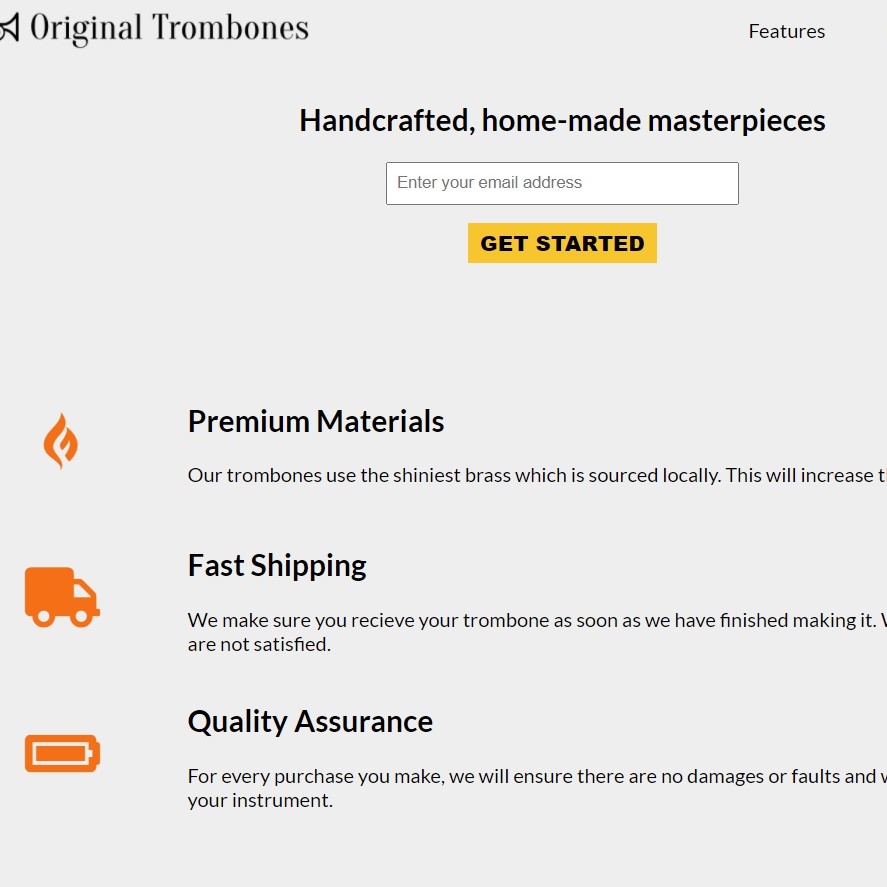 Original Trombones
Features
Handcrafted, home-made masterpieces
Enter your email address
GET STARTED
Premium Materials
Our trombones use the shiniest brass which is sourced locally. This will increase
Fast Shipping
We make sure you recieve your trombone as soon as we have finished making it.
are not satisfied.
Quality Assurance
For every purchase you make, we will ensure there are no damages or faults and
your instrument.